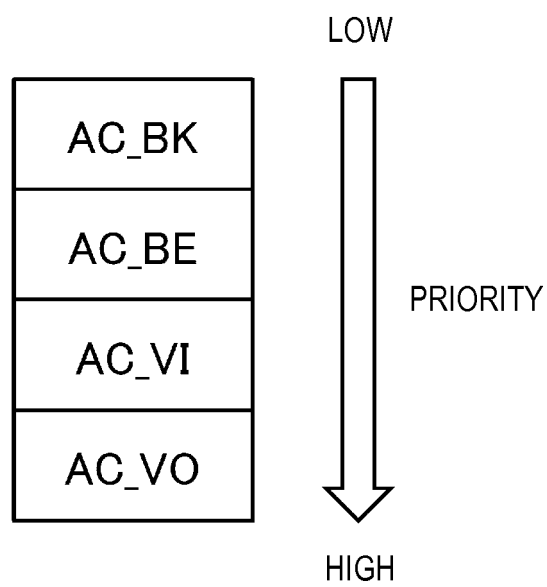 LOW
AC_BK
AC_BE
AC_VI
AC_VO
PRIORITY
HIGH